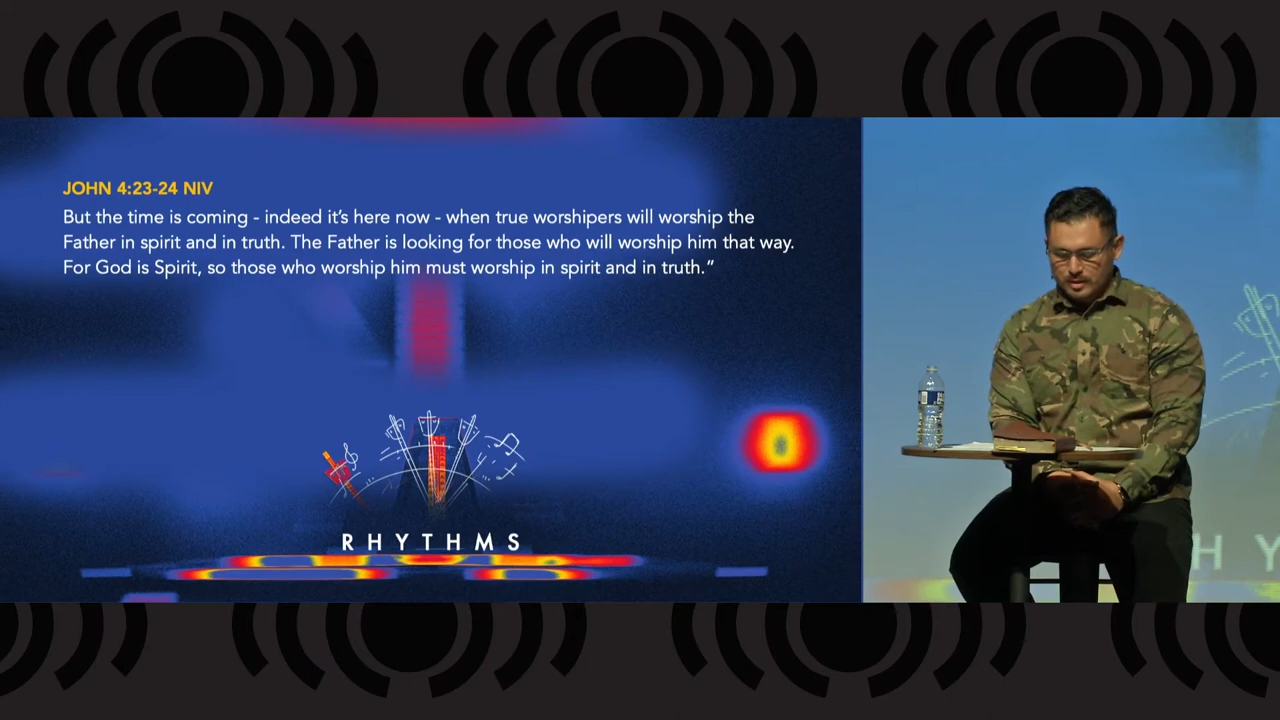 JOHN 4:23-24 NIV
But the time is coming - indeed it's here now - when true worshipers will worship the
Father in spirit and in truth. The Father is looking for those who will worship him that way.
For God is Spirit, so those who worship him must worship in spirit and in truth.”
RHYTHMS
H Y